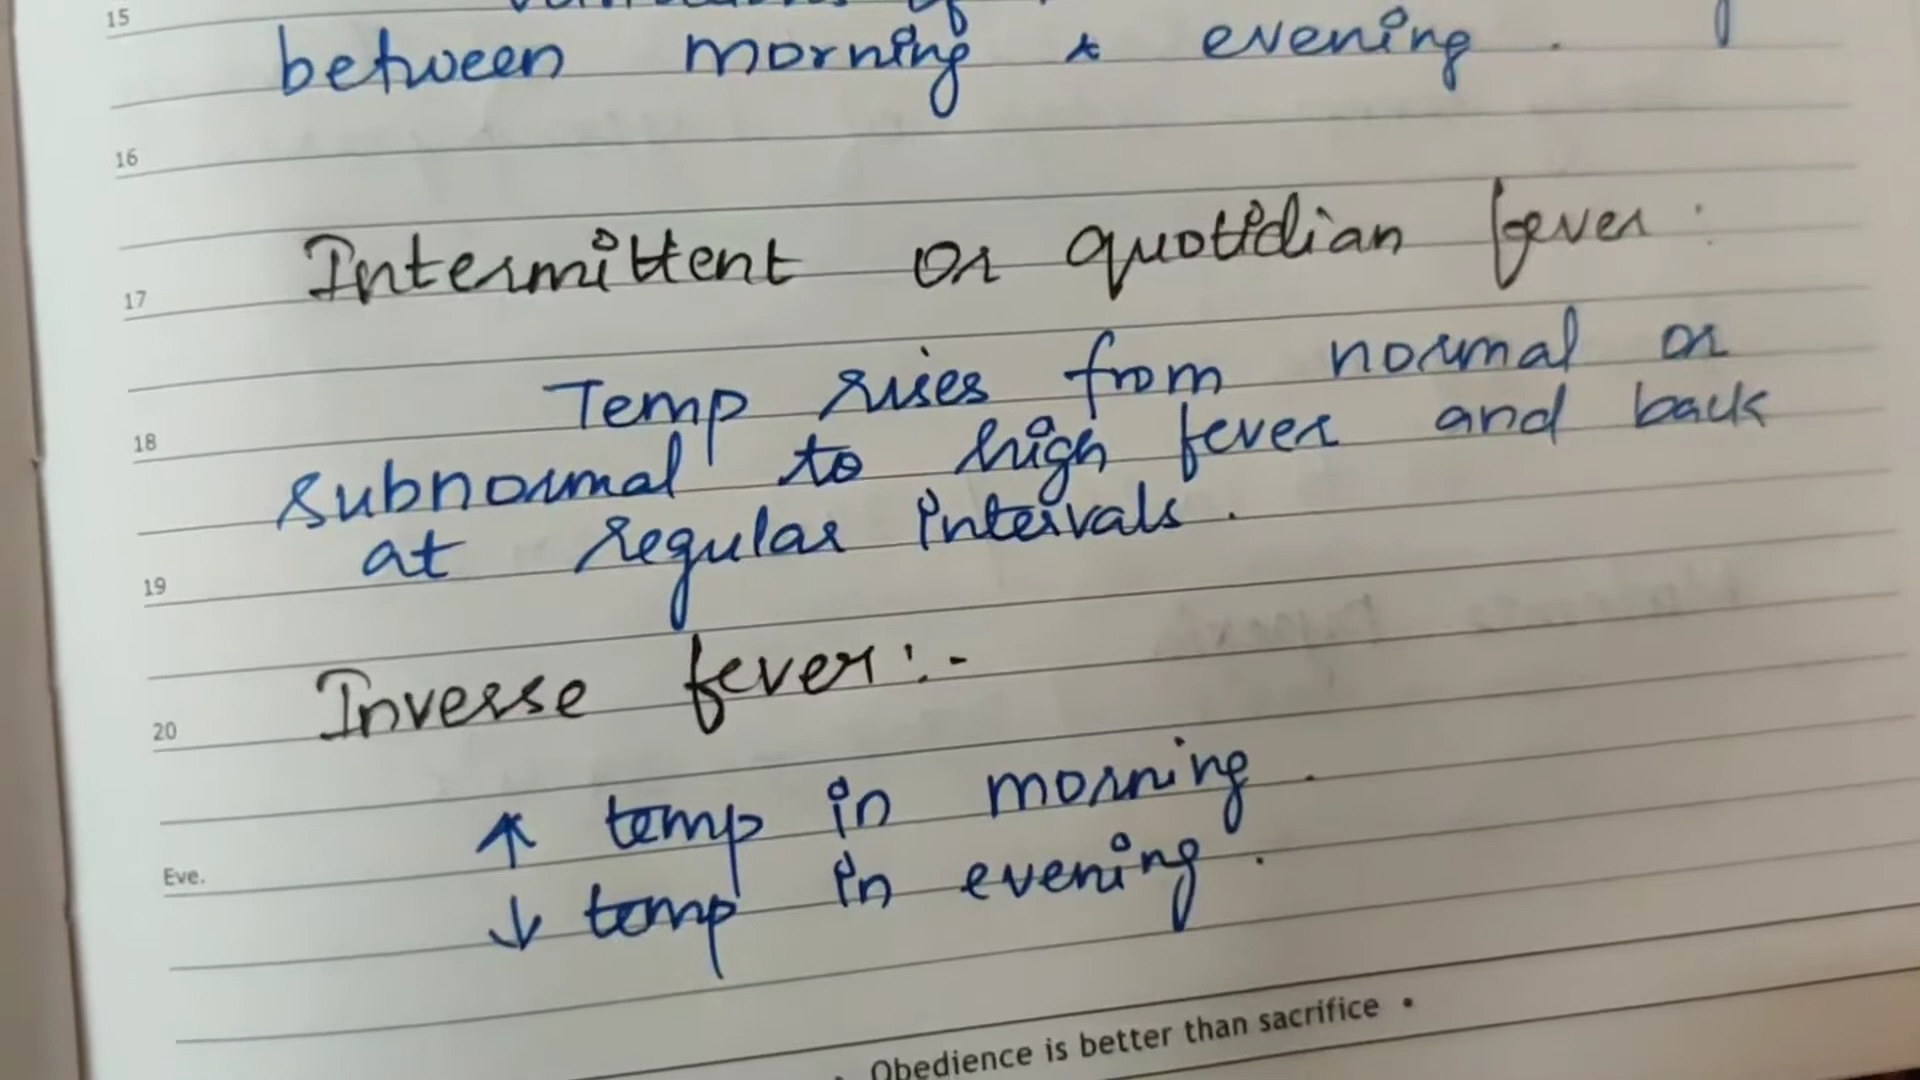 15
between morning & evening .
16
Intermittent or quotidian fever :
17
Temp rises from normal or
18
subnormal to high fever and back
at regular intervals .
19
Inverse fever :-
20
↑ temp in morning .
Eve.
↓ temp in evening .
• Obedience is better than sacrifice •